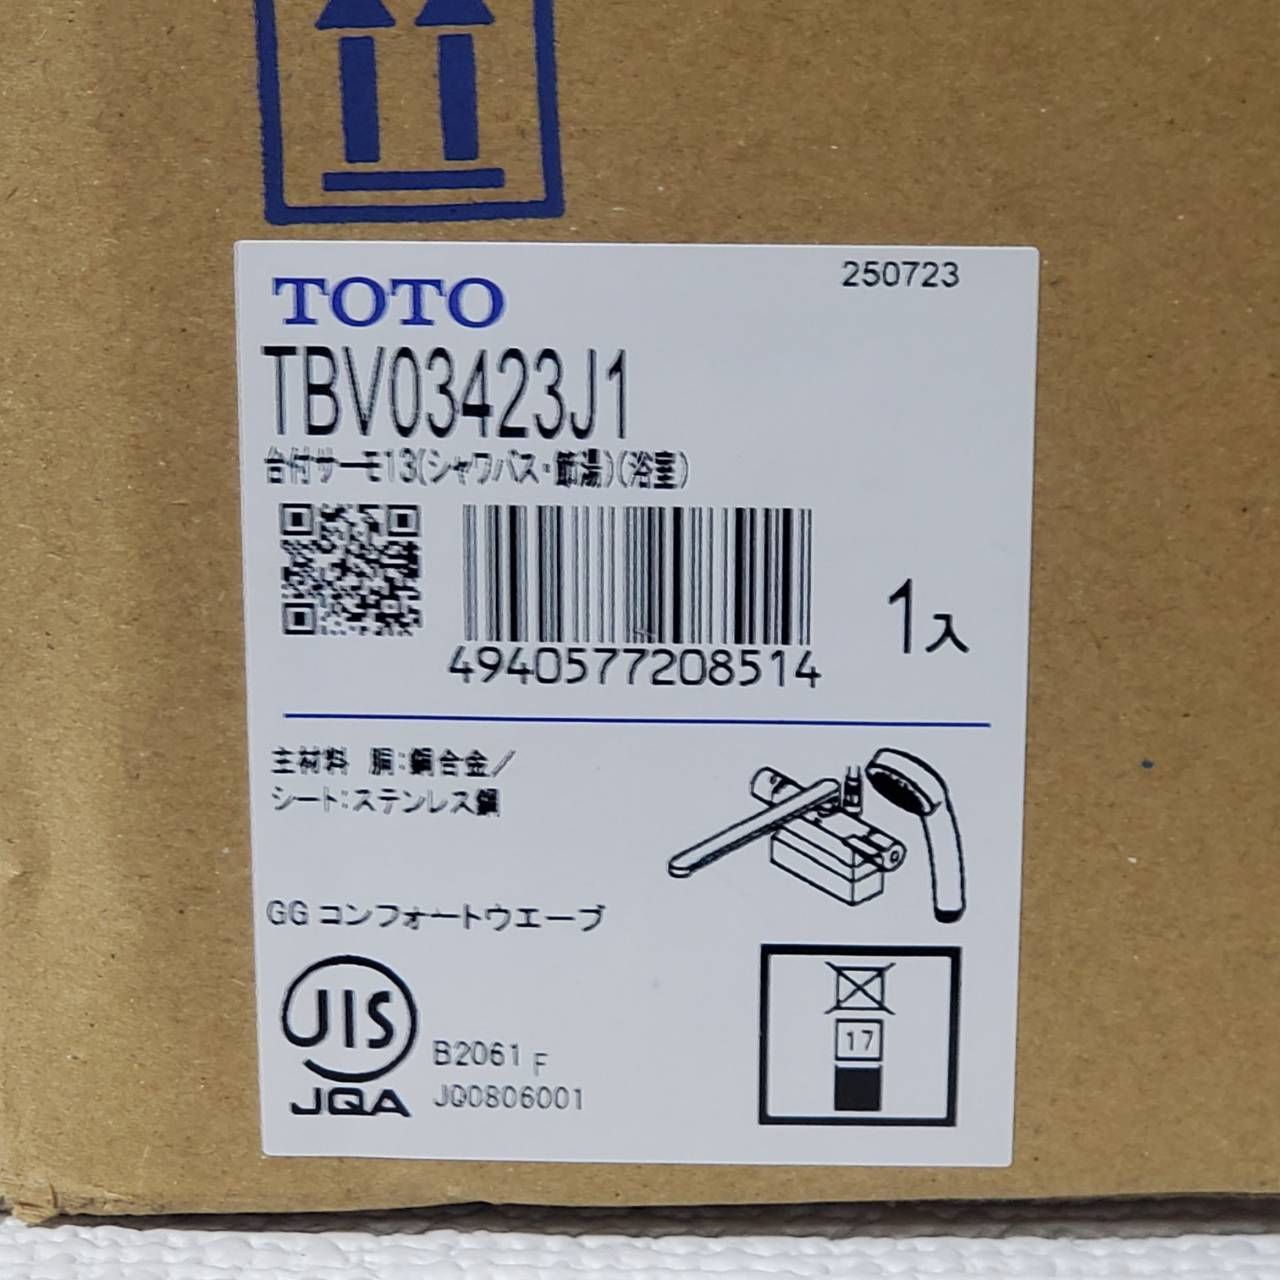 250723
TOTO
TBV03423J1
台付サーモ13(シャワバス・節湯)(浴室)
4940577208514
1入
主材料 胴:銅合金/
シート:ステンレス鋼
GG コンフォートウエーブ
JIS
B2061 F
JQA
JQ0806001
17